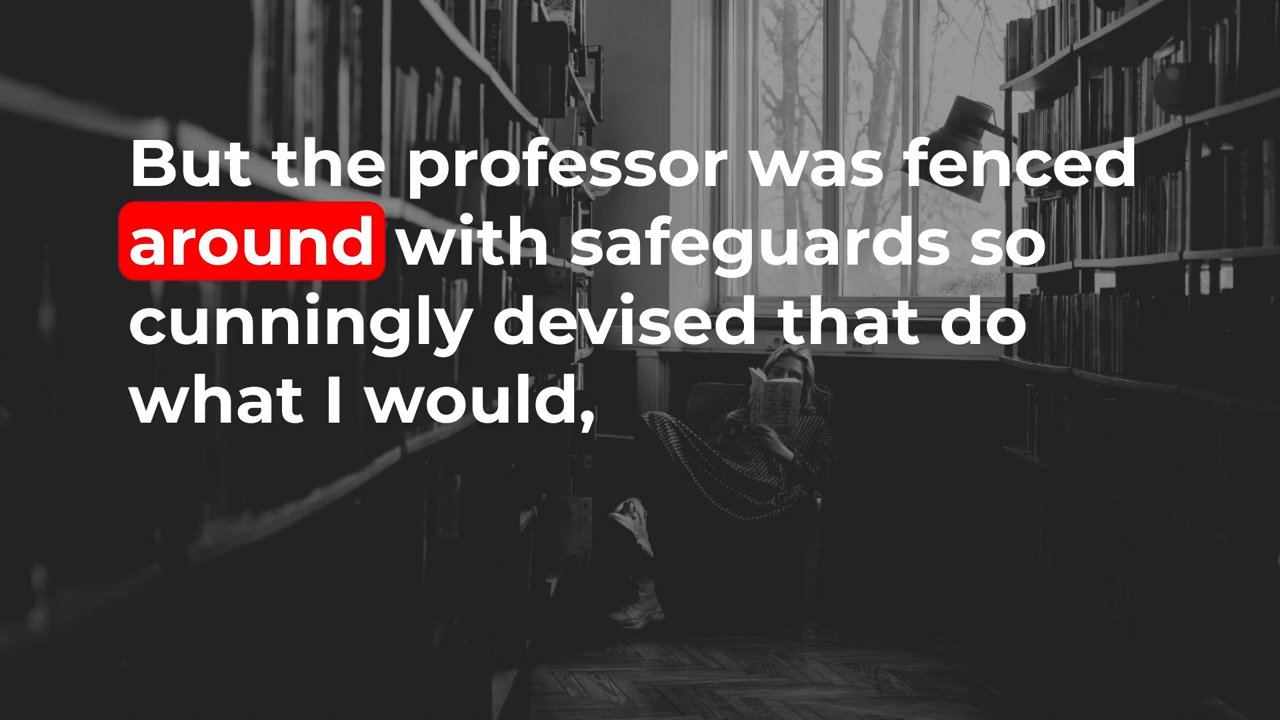 But the professor was fenced
around with safeguards so
cunningly devised that do
what I would,